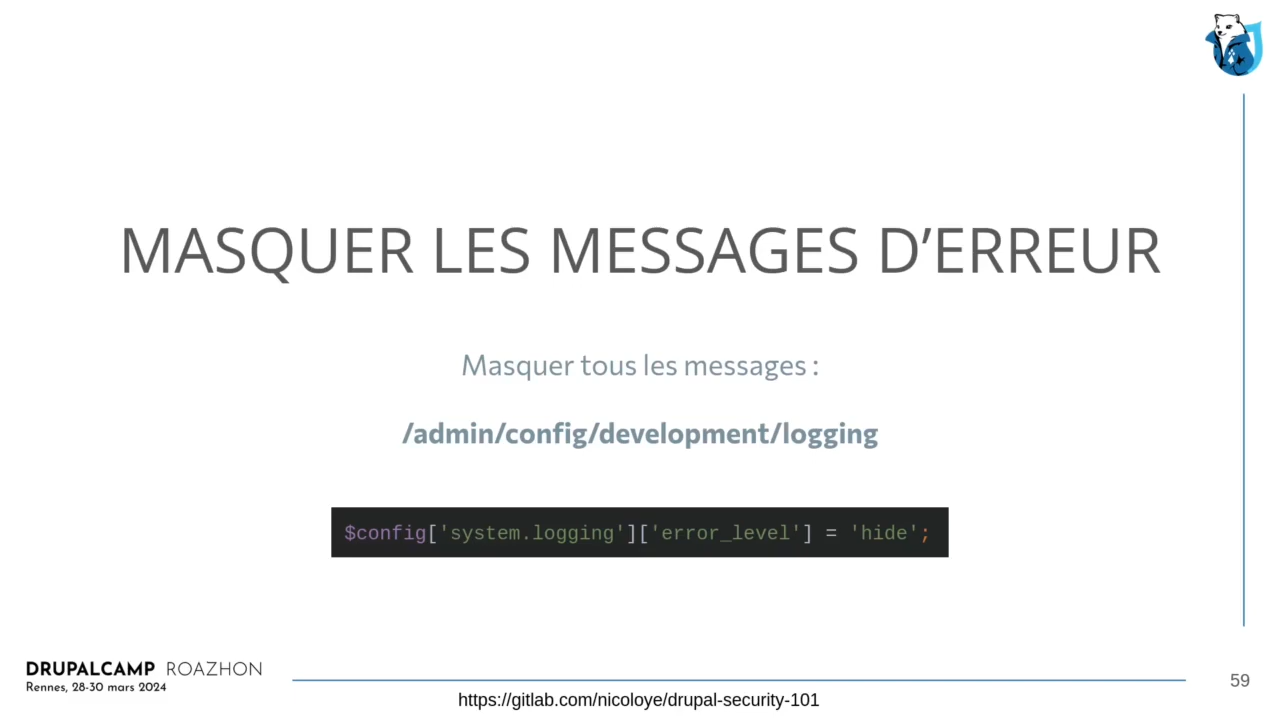 MASQUER LES MESSAGES D’ERREUR
Masquer tous les messages :
/admin/config/development/logging
$config['system.logging']['error_level'] = 'hide';
DRUPALCAMP ROAZHON
Rennes, 28-30 mars 2024
https://gitlab.com/nicoloye/drupal-security-101
59